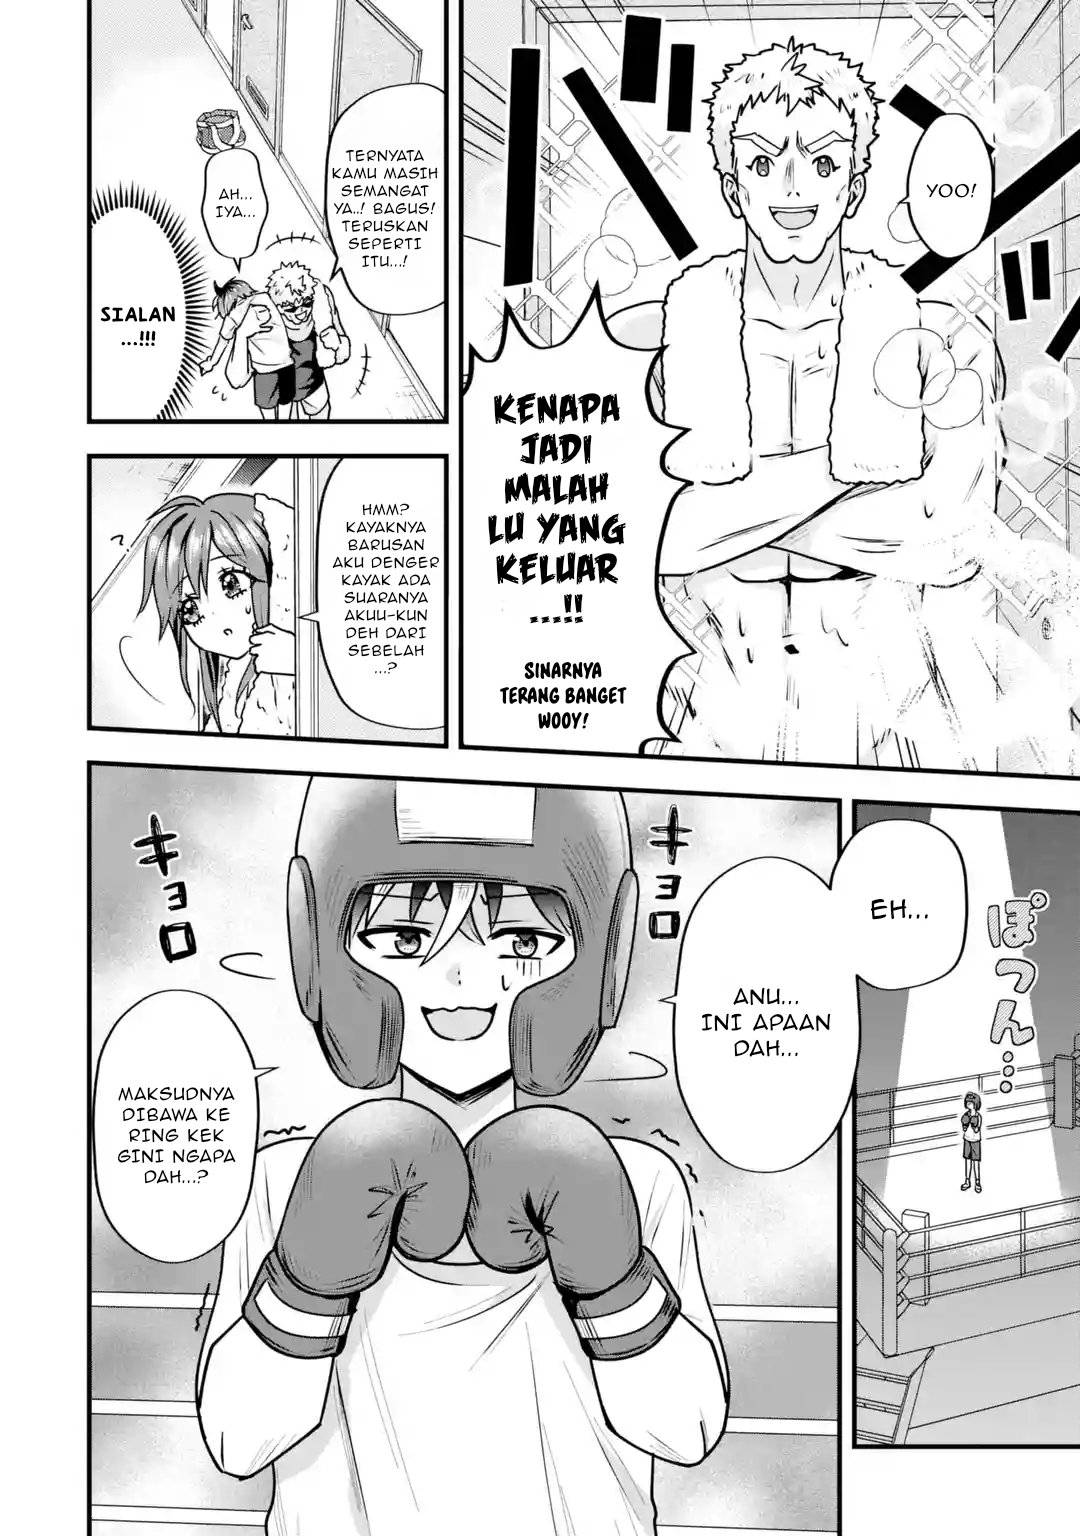 YOO!
KENAPA
JADI
MALAH
LU YANG
KELUAR
.....!!
SINARNYA
TERANG BANGET
WOOY!
TERNYATA
KAMU MASIH
SEMANGAT
YA..! BAGUS!
TERUSKAN
SEPERTI
ITU...!
AH...
IYA...
SIALAN
...!!!
HMM?
KAYAKNYA
BARUSAN
AKU DENGER
KAYAK ADA
SUARANYA
AKUU-KUN
DEH DARI
SEBELAH
...?
EH...
ぽつん...
ANU...
INI APAAN
DAH...
キョロ
キョロ
MAKSUDNYA
DIBAWA KE
RING KEK
GINI NGAPA
DAH...?